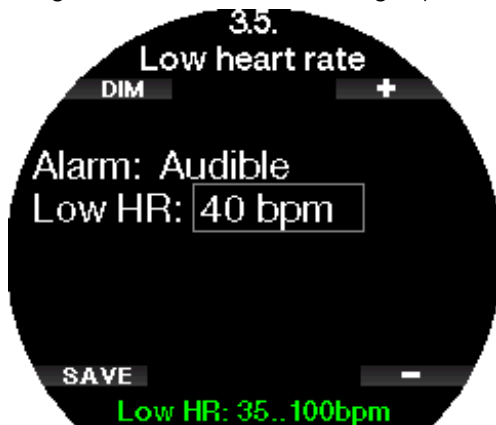 3.5.
Low heart rate
DIM +
Alarm: Audible
Low HR: 40 bpm
SAVE -
Low HR: 35..100bpm